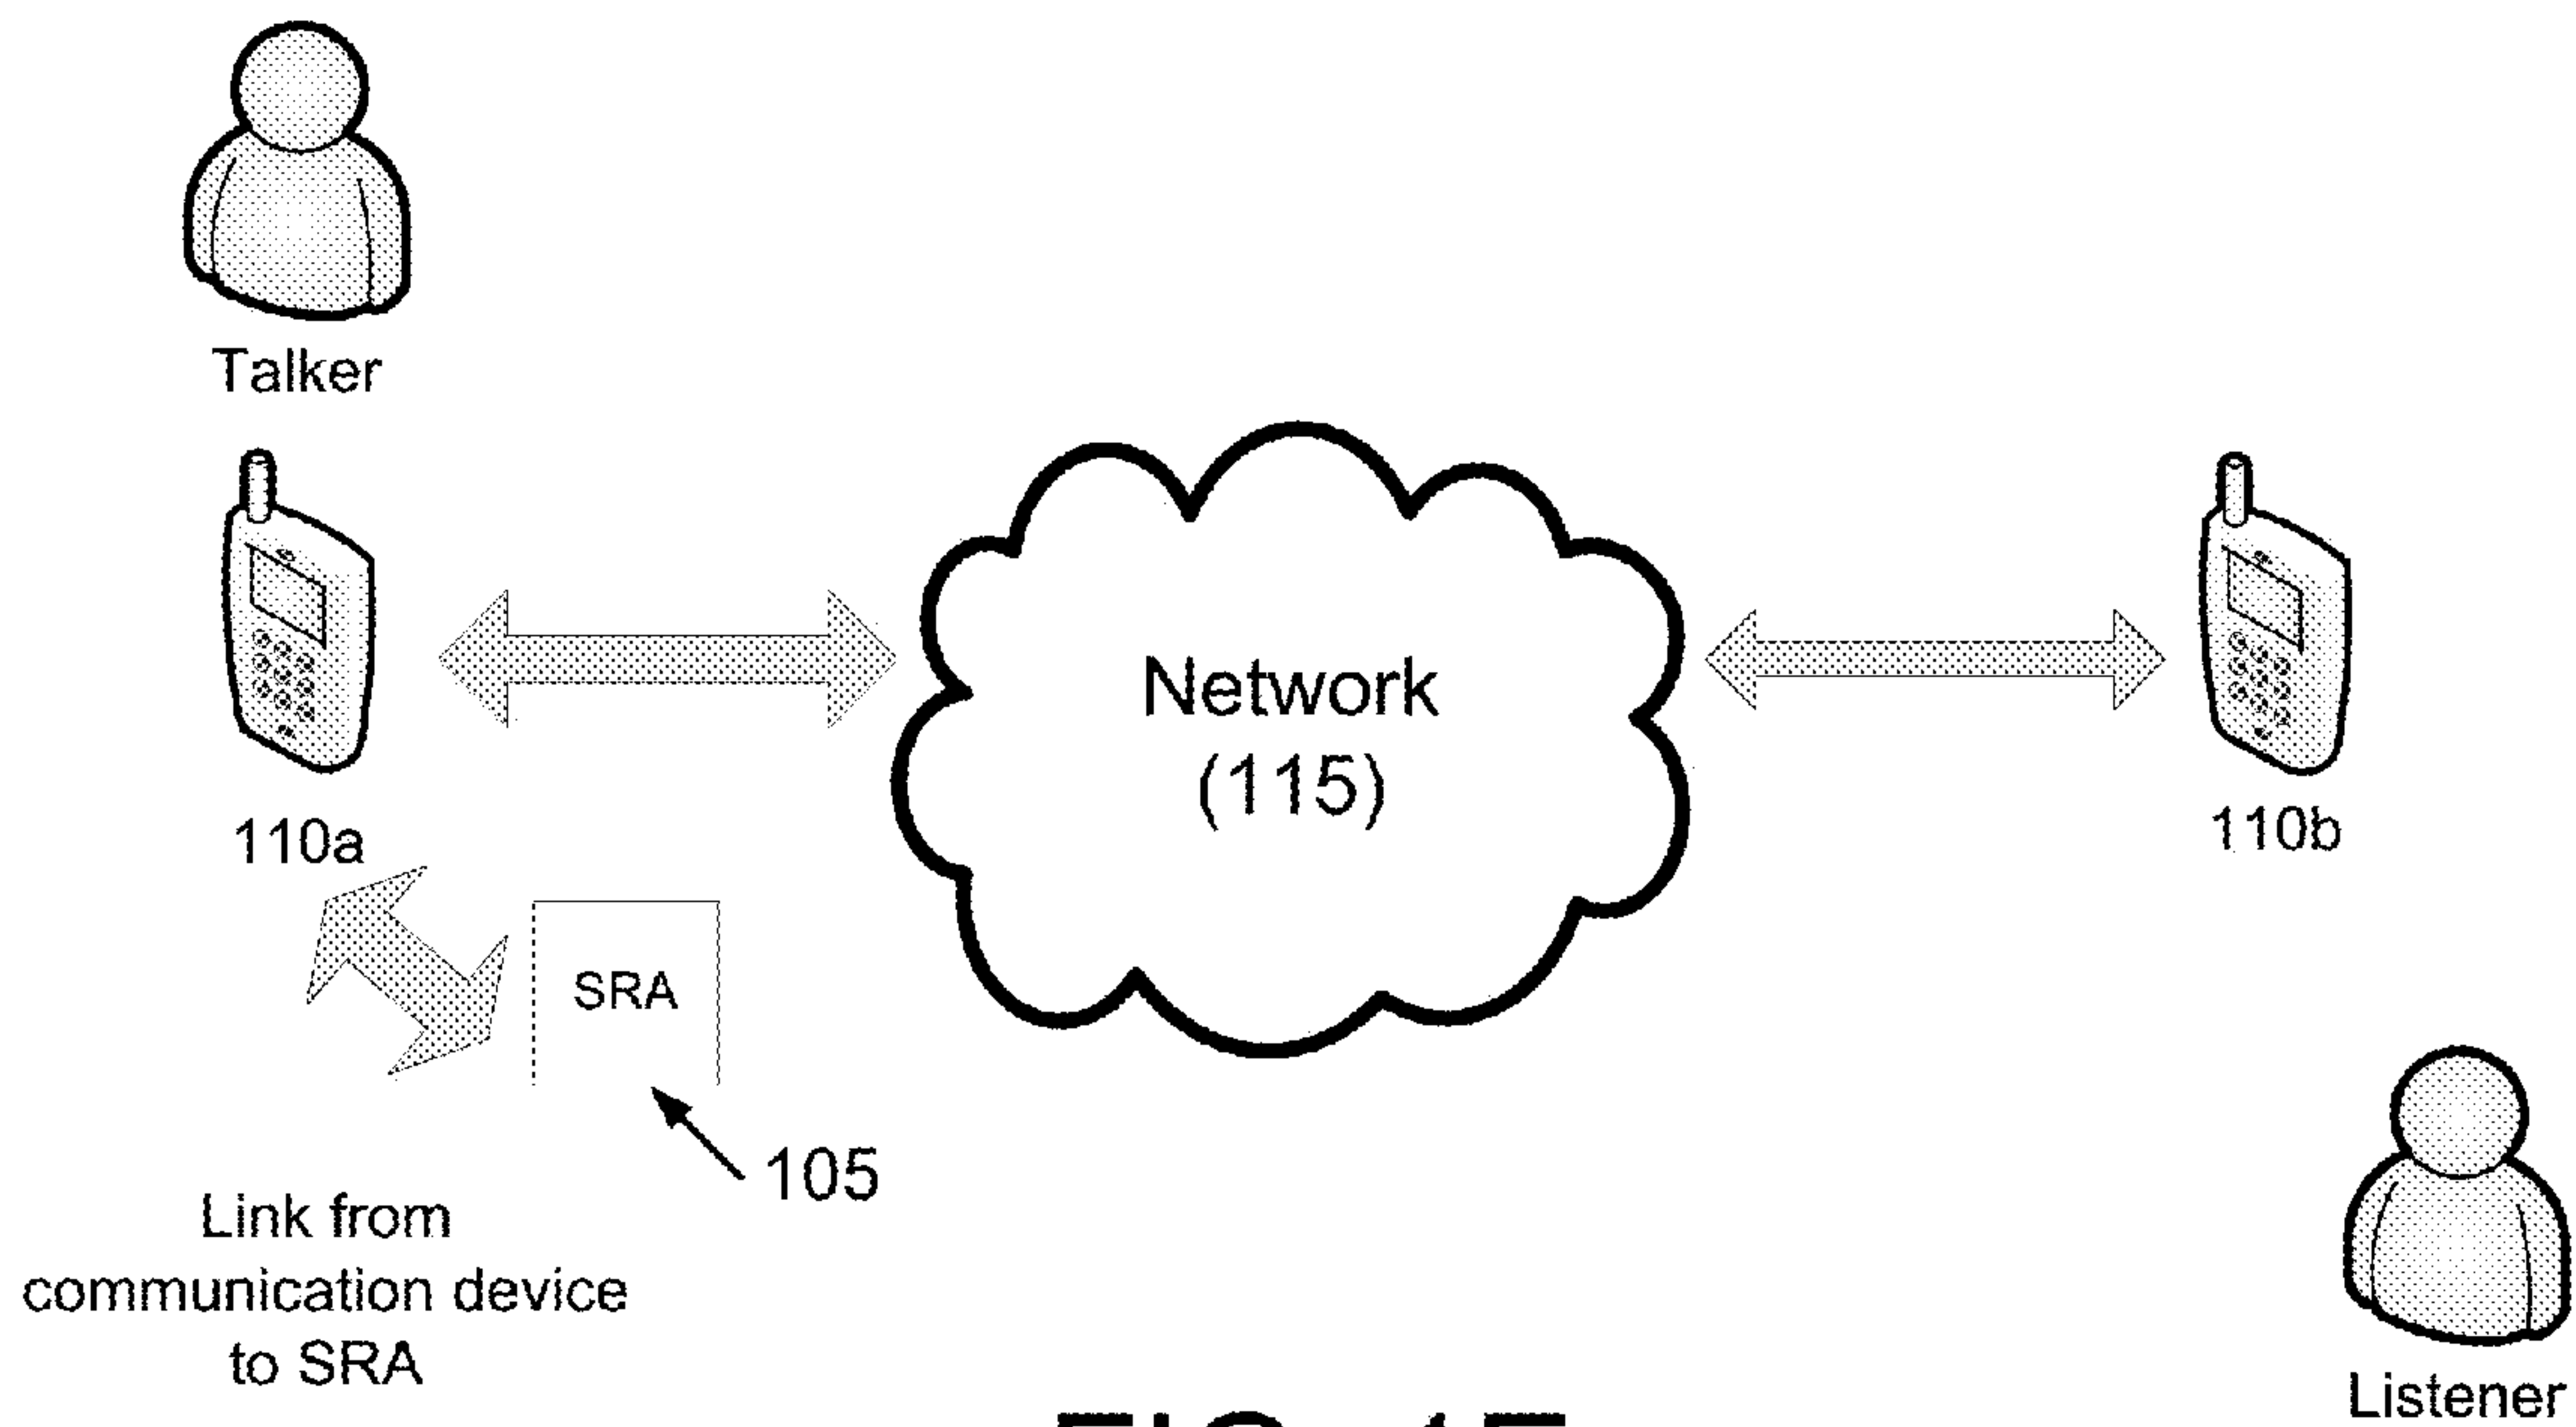 Talker
Network
(115)
110a
110b
SRA
105
Link from
communication device
to SRA
Listener